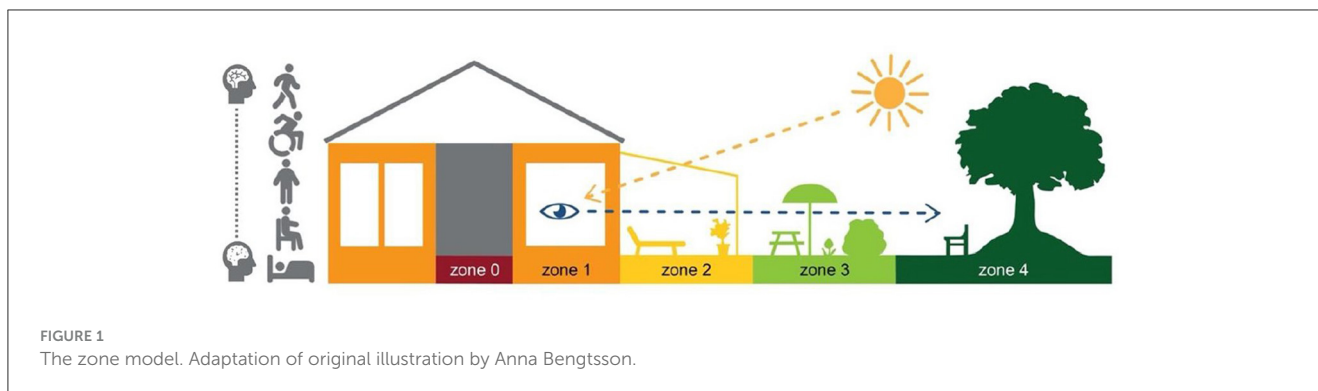 zone 0 zone 1 zone 2 zone 3 zone 4
FIGURE 1
The zone model. Adaptation of original illustration by Anna Bengtsson.